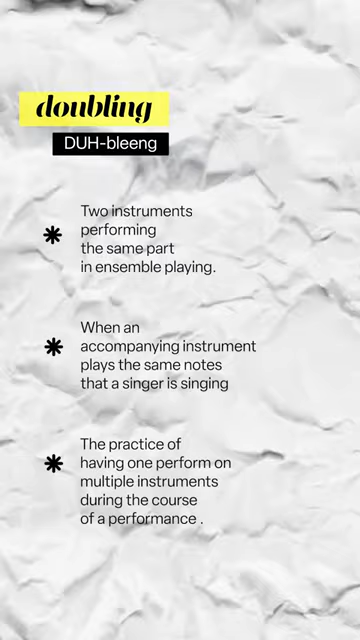 doubling
DUH-bleeng
Two instruments
performing
the same part
in ensemble playing.
When an
accompanying instrument
plays the same notes
that a singer is singing
The practice of
having one perform on
multiple instruments
during the course
of a performance .